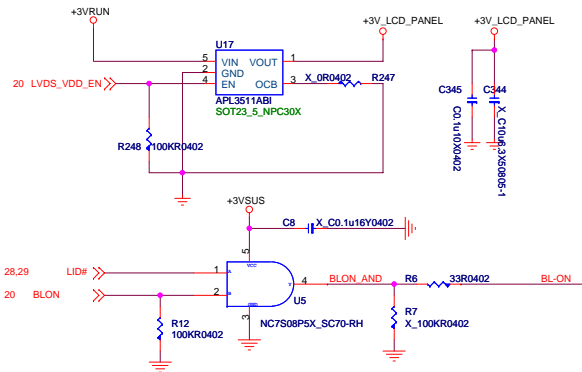 +3VRUN
+3V_LCD_PANEL
+3V_LCD_PANEL
U17
5 VIN VOUT 1
2 GND
20 LVDS_VDD_EN 4 EN OCB 3 X_0R0402 R247
APL3511ABI
SOT23_5_NPC30X
R248 100KR0402
C345
C0.1u10X0402
C344
X_C10u6.3X50805-1
+3VSUS
C8 X_C0.1u16Y0402
5
VCC
28,29 LID# 1 A
20 BLON 2 B
Y 4 BLON_AND R6 33R0402 BL-ON
U5
GND
3
NC7S08P5X_SC70-RH
R12
100KR0402
R7
X_100KR0402